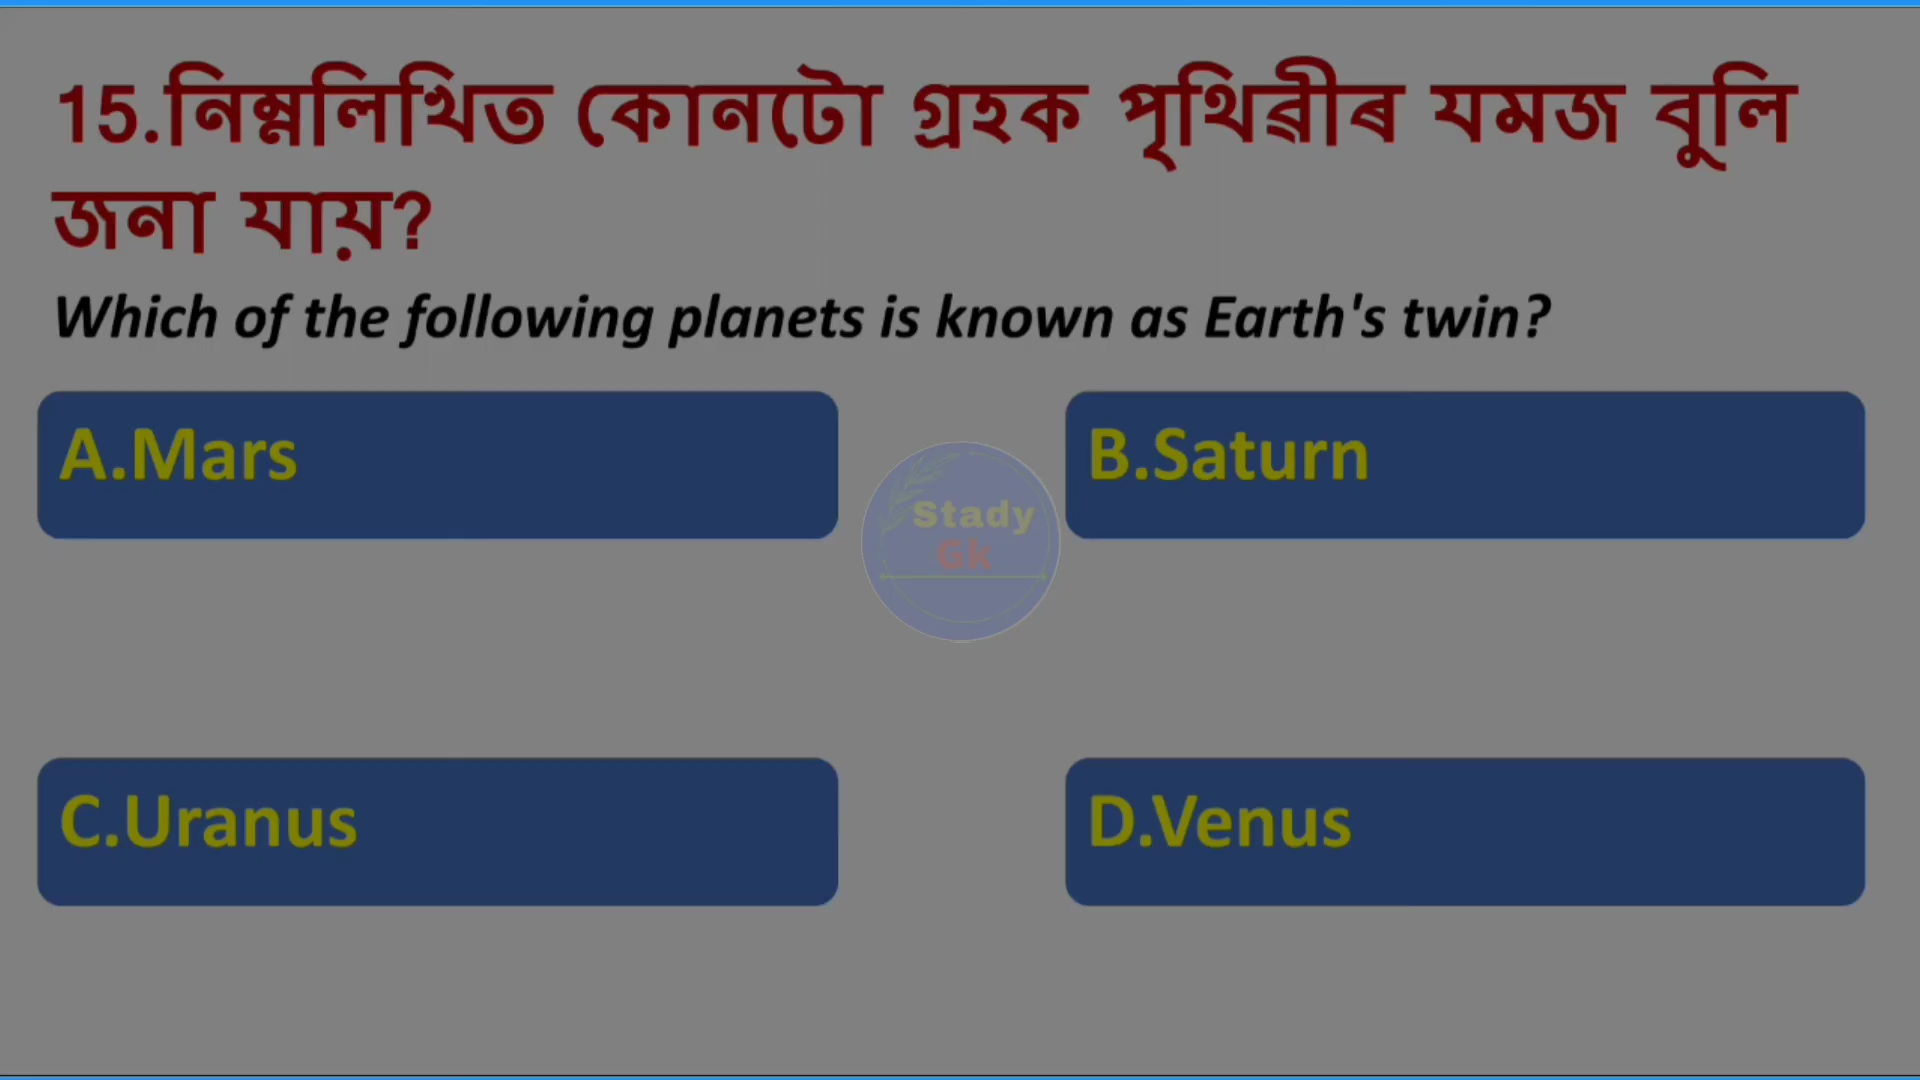 15.নিম্নলিখিত কোনটো গ্ৰহক পৃথিৱীৰ যমজ বুলি
জনা যায়?
Which of the following planets is known as Earth's twin?
A.Mars
B.Saturn
Stady
Gk
C.Uranus
D.Venus